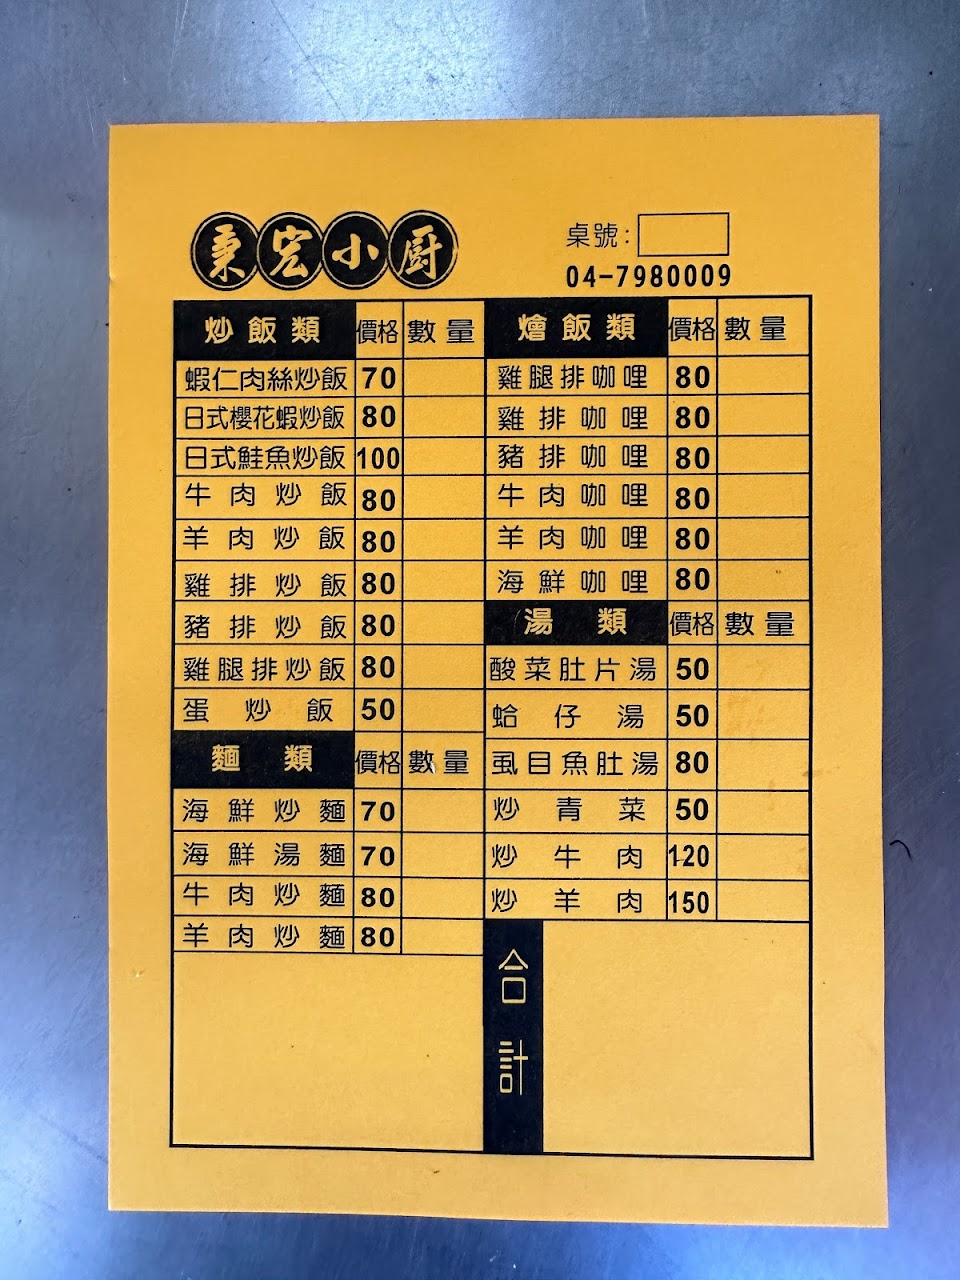 秉宏小厨
桌號:
04-7980009
炒飯類 價格 數量
蝦仁肉絲炒飯 70
日式櫻花蝦炒飯 80
日式鮭魚炒飯 100
牛肉炒飯 80
羊肉炒飯 80
雞排炒飯 80
豬排炒飯 80
雞腿排炒飯 80
蛋炒飯 50
麵類 價格 數量
海鮮炒麵 70
海鮮湯麵 70
牛肉炒麵 80
羊肉炒麵 80
燴飯類 價格 數量
雞腿排咖哩 80
雞排咖哩 80
豬排咖哩 80
牛肉咖哩 80
羊肉咖哩 80
海鮮咖哩 80
湯類 價格 數量
酸菜肚片湯 50
蛤仔湯 50
虱目魚肚湯 80
炒青菜 50
炒牛肉 120
炒羊肉 150
合計